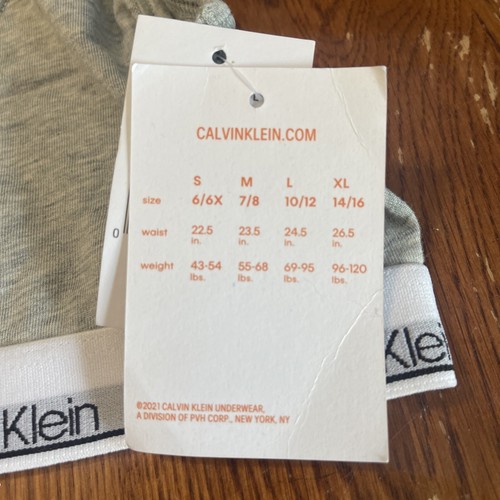 L
CALVINKLEIN.COM
S M L XL
size 6/6X 7/8 10/12 14/16
waist 22.5 in. 23.5 in. 24.5 in. 26.5 in.
weight 43-54 lbs. 55-68 lbs. 69-95 lbs. 96-120 lbs.
©2021 CALVIN KLEIN UNDERWEAR,
A DIVISION OF PVH CORP., NEW YORK, NY
0
Klein
Klei